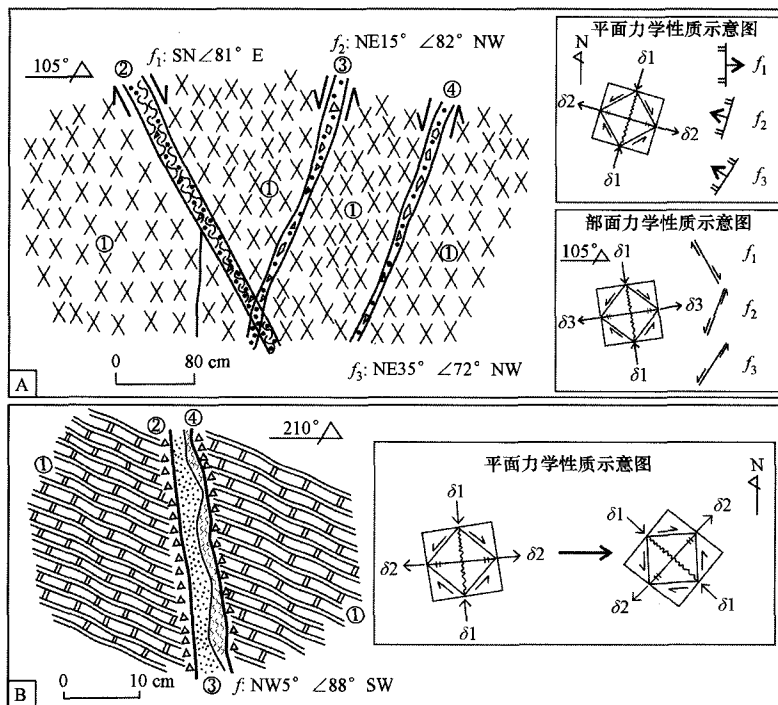 f₁: SN∠81° E
f₂: NE15° ∠82° NW
105°
②
③
④
①
①
①
①
0 80 cm
f₃: NE35° ∠72° NW
A
平面力学性质示意图
N
δ1
δ2
δ2
δ1
f₁
f₂
f₃
部面力学性质示意图
105°
δ1
δ3
δ3
δ1
f₁
f₂
f₃
②
④
210°
①
①
0 10 cm
③
f: NW5° ∠88° SW
B
平面力学性质示意图
N
δ1
δ2
δ2
δ1
δ1
δ2
δ2
δ1